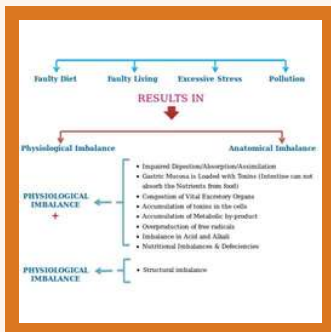 Faulty Diet Faulty Living Excessive Stress Pollution
RESULTS IN
Physiological Imbalance Anatomical Imbalance
• Impaired Digestion/Absorption/Assimilation
• Gastric Mucosa is Loaded with Toxins (Intestine can not
absorb the Nutrients from food)
• Congestion of Vital Excretory Organs
• Accumulation of toxins in the cells
• Accumulation of Metabolic by-product
• Overproduction of free radicals
• Imbalance in Acid and Alkali
• Nutritional Imbalances & Defeciencies
PHYSIOLOGICAL
IMBALANCE
+
• Structural imbalance
PHYSIOLOGICAL
IMBALANCE